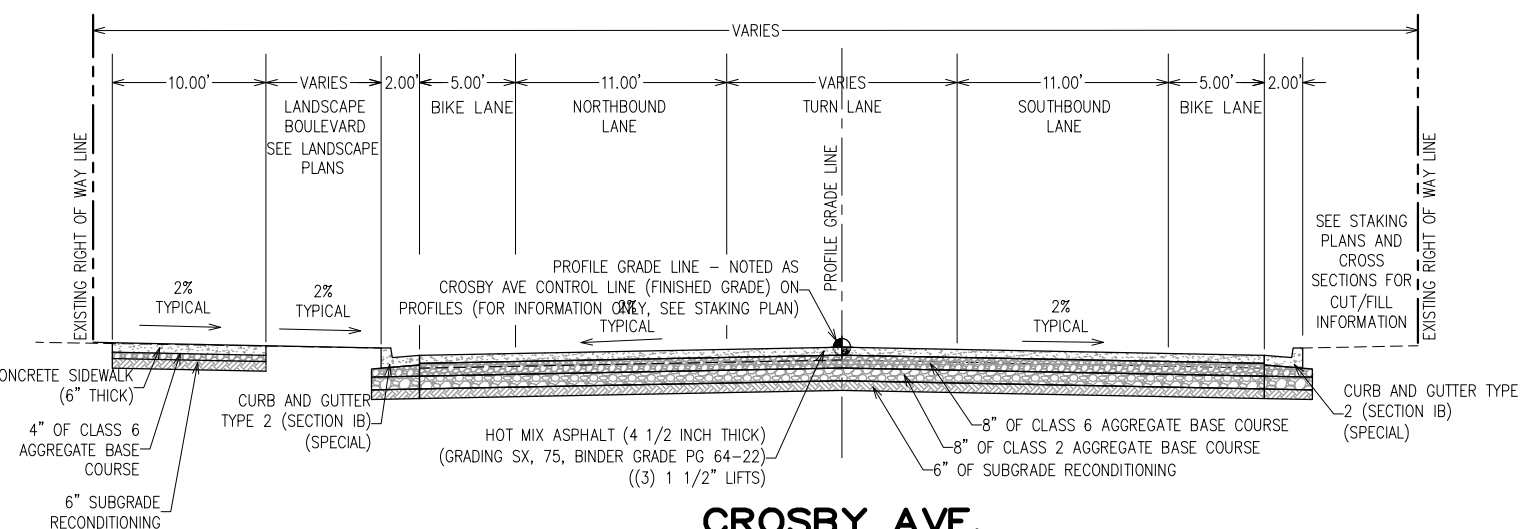 VARIES
10.00'
VARIES
2.00'
5.00'
11.00'
VARIES
11.00'
5.00'
2.00'
LANDSCAPE
BOULEVARD
SEE LANDSCAPE
PLANS
BIKE LANE
NORTHBOUND
LANE
TURN LANE
SOUTHBOUND
LANE
BIKE LANE
EXISTING RIGHT OF WAY LINE
PROFILE GRADE LINE
EXISTING RIGHT OF WAY LINE
SEE STAKING
PLANS AND
CROSS
SECTIONS FOR
CUT/FILL
INFORMATION
2%
TYPICAL
2%
TYPICAL
PROFILE GRADE LINE – NOTED AS
CROSBY AVE CONTROL LINE (FINISHED GRADE) ON
PROFILES (FOR INFORMATION ONLY, SEE STAKING PLAN)
2%
TYPICAL
2%
TYPICAL
ONCRETE SIDEWALK
(6" THICK)
4" OF CLASS 6
AGGREGATE BASE
COURSE
6" SUBGRADE
RECONDITIONING
CURB AND GUTTER
TYPE 2 (SECTION IB)
(SPECIAL)
HOT MIX ASPHALT (4 1/2 INCH THICK)
(GRADING SX, 75, BINDER GRADE PG 64–22)
((3) 1 1/2" LIFTS)
8" OF CLASS 6 AGGREGATE BASE COURSE
8" OF CLASS 2 AGGREGATE BASE COURSE
6" OF SUBGRADE RECONDITIONING
CURB AND GUTTER TYPE
2 (SECTION IB)
(SPECIAL)
CROSBY AVE.